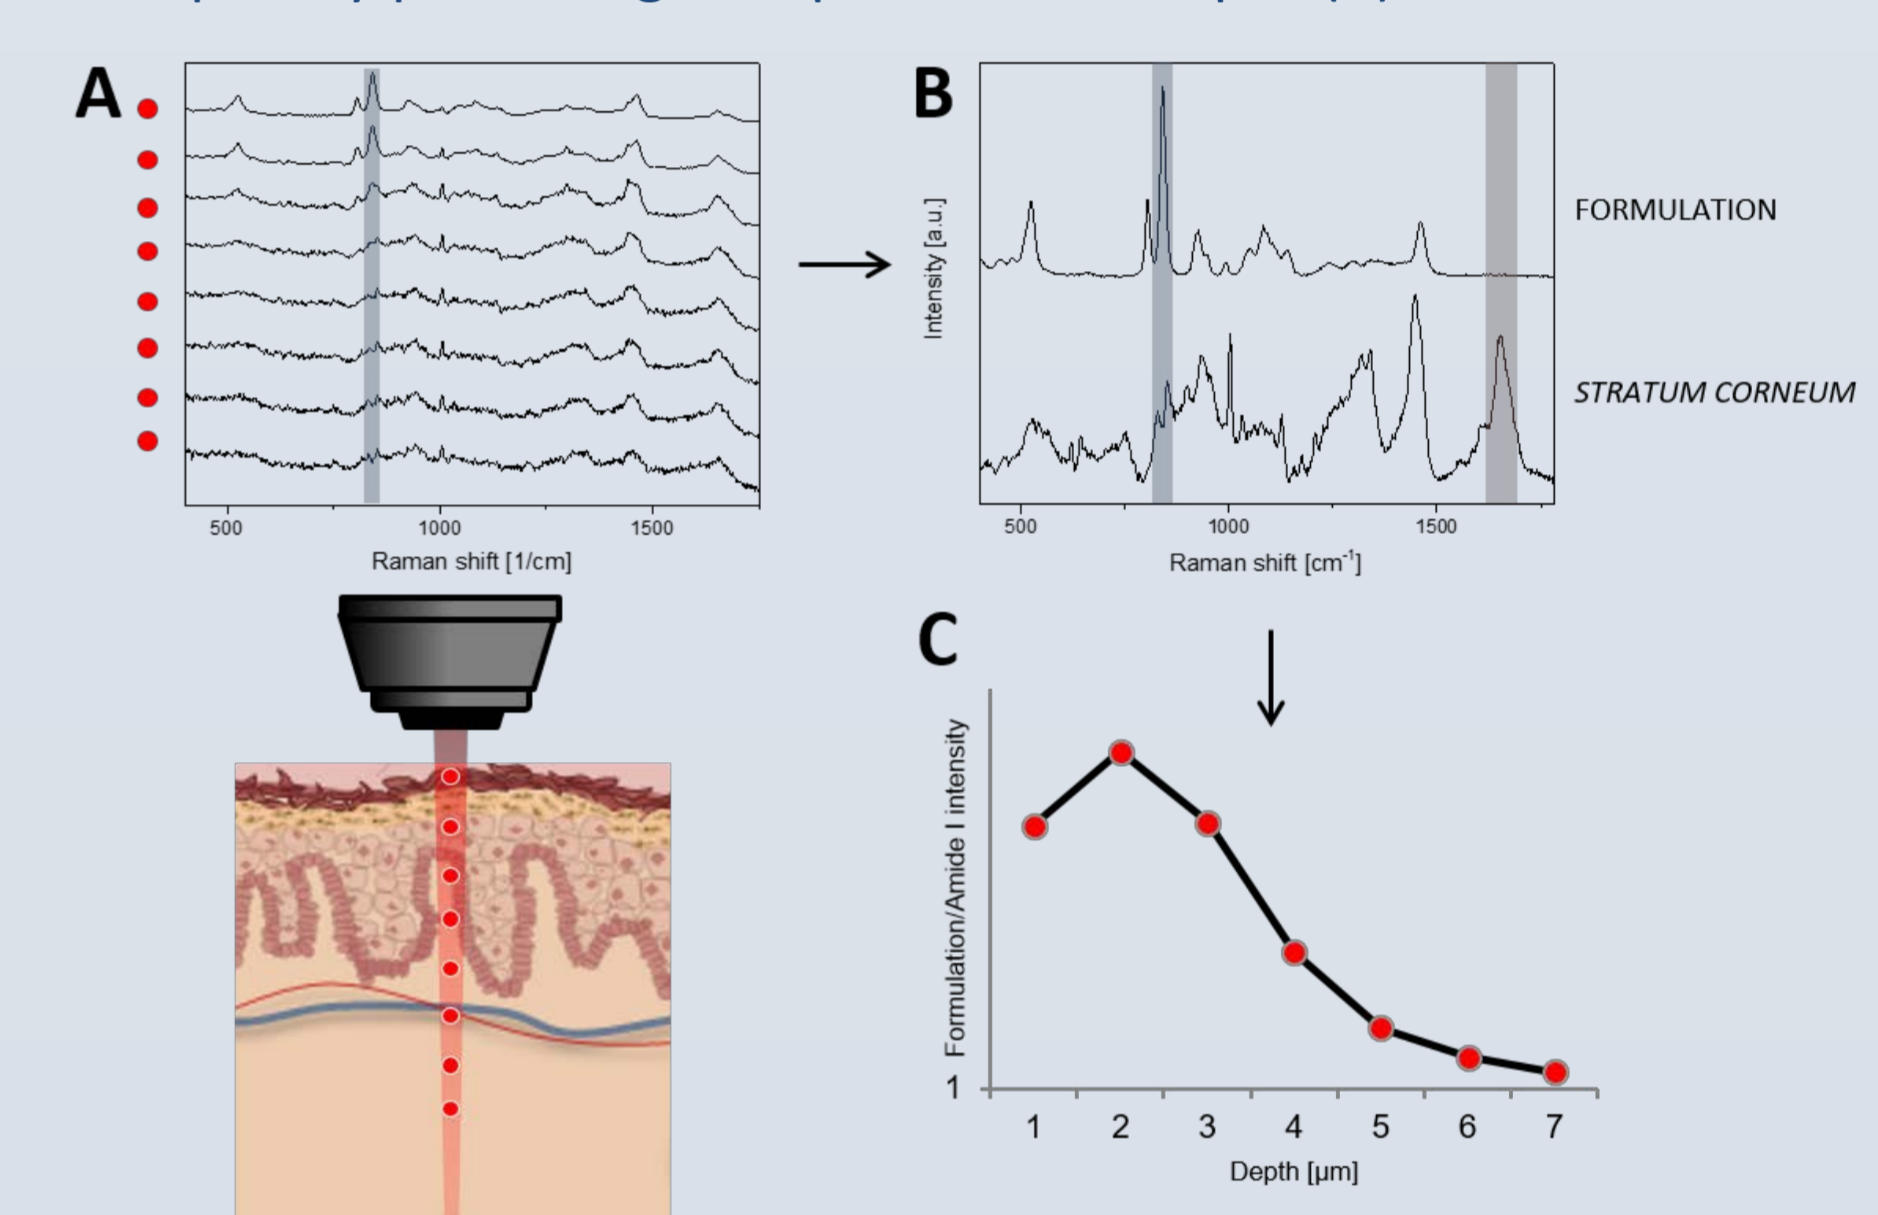 A
500 1000 1500
Raman shift [1/cm]
B
Intensity [a.u.]
FORMULATION
STRATUM CORNEUM
500 1000 1500
Raman shift [cm⁻¹]
C
Formulation/Amide I intensity
1
1 2 3 4 5 6 7
Depth [µm]